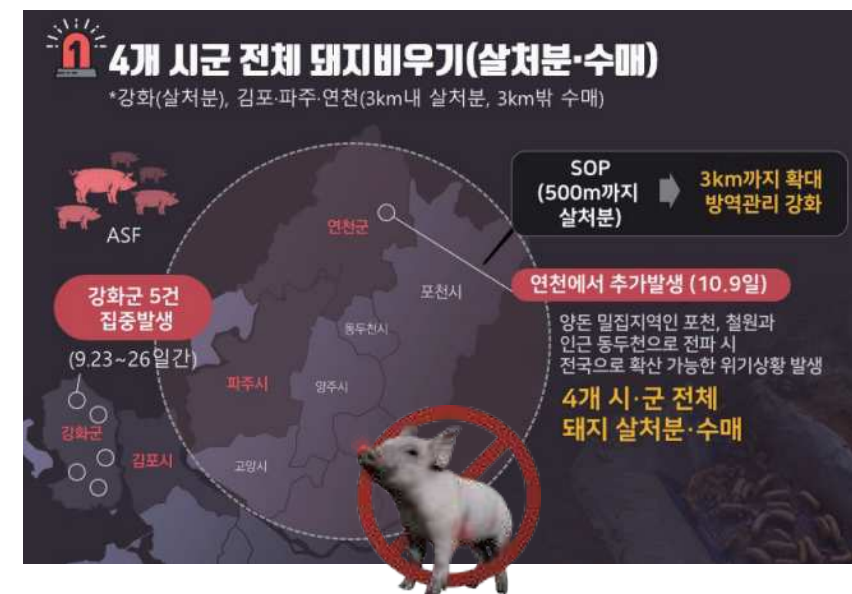 1
4개 시군 전체 돼지비우기(살처분·수매)
*강화(살처분), 김포·파주·연천(3km내 살처분, 3km밖 수매)
ASF
SOP
(500m까지
살처분)
3km까지 확대
방역관리 강화
연천군
포천시
연천에서 추가발생 (10.9일)
강화군 5건
집중발생
(9.23~26일간)
동두천시
양돈 밀집지역인 포천, 철원과
인근 동두천으로 전파 시
전국으로 확산 가능한 위기상황 발생
파주시
양주시
4개 시·군 전체
돼지 살처분·수매
강화군
김포시
고양시